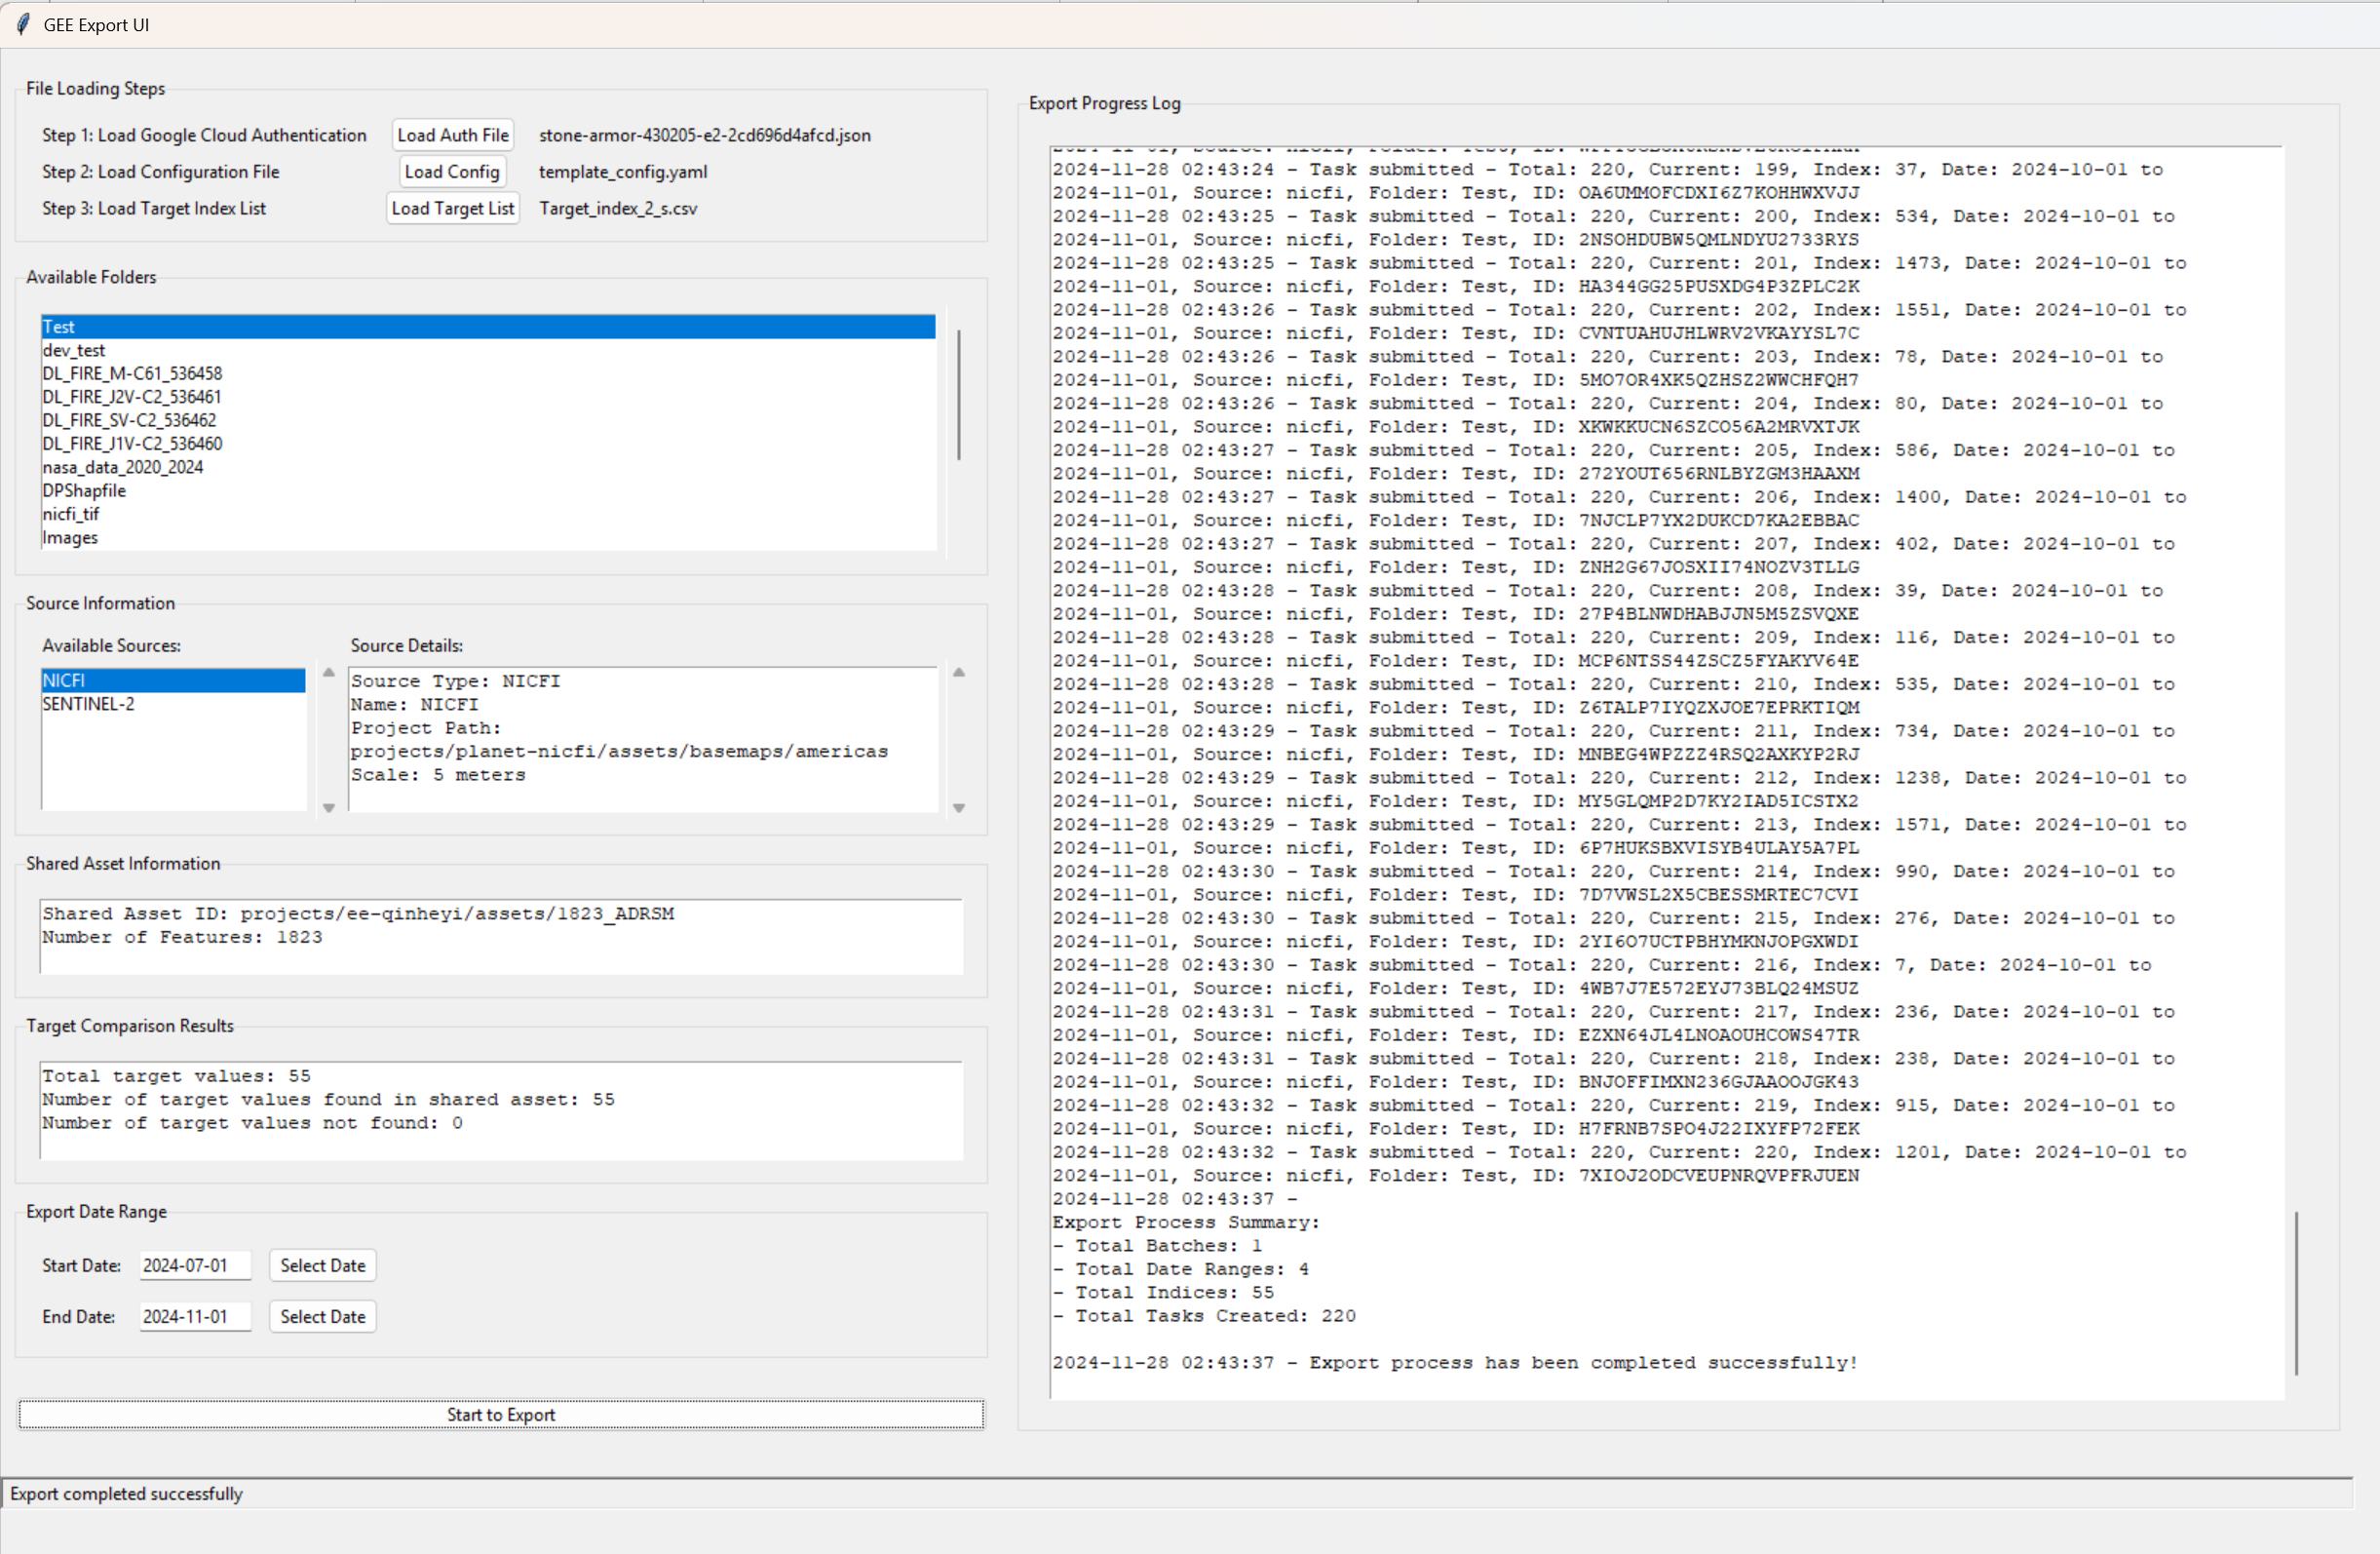 GEE Export UI
File Loading Steps
Step 1: Load Google Cloud Authentication Load Auth File stone-armor-430205-e2-2cd696d4afcd.json
Step 2: Load Configuration File Load Config template_config.yaml
Step 3: Load Target Index List Load Target List Target_index_2_s.csv
Available Folders
Test
dev_test
DL_FIRE_M-C61_536458
DL_FIRE_J2V-C2_536461
DL_FIRE_SV-C2_536462
DL_FIRE_J1V-C2_536460
nasa_data_2020_2024
DPShapfile
nicfi_tif
Images
Source Information
Available Sources:
NICFI
SENTINEL-2
Source Details:
Source Type: NICFI
Name: NICFI
Project Path:
projects/planet-nicfi/assets/basemaps/americas
Scale: 5 meters
Shared Asset Information
Shared Asset ID: projects/ee-qinheyi/assets/1823_ADRSM
Number of Features: 1823
Target Comparison Results
Total target values: 55
Number of target values found in shared asset: 55
Number of target values not found: 0
Export Date Range
Start Date: 2024-07-01 Select Date
End Date: 2024-11-01 Select Date
Start to Export
Export Progress Log
2024-11-28 02:43:24 - Task submitted - Total: 220, Current: 199, Index: 37, Date: 2024-10-01 to
2024-11-01, Source: nicfi, Folder: Test, ID: OA6UMMOFCDXI6Z7KOHHWXVJJ
2024-11-28 02:43:25 - Task submitted - Total: 220, Current: 200, Index: 534, Date: 2024-10-01 to
2024-11-01, Source: nicfi, Folder: Test, ID: 2NSOHDUBW5QMLNDYU2733RYS
2024-11-28 02:43:25 - Task submitted - Total: 220, Current: 201, Index: 1473, Date: 2024-10-01 to
2024-11-01, Source: nicfi, Folder: Test, ID: HA344GG25PUSXDG4P3ZPLC2K
2024-11-28 02:43:26 - Task submitted - Total: 220, Current: 202, Index: 1551, Date: 2024-10-01 to
2024-11-01, Source: nicfi, Folder: Test, ID: CVNTUAHUJHLWRV2VKAYYSL7C
2024-11-28 02:43:26 - Task submitted - Total: 220, Current: 203, Index: 78, Date: 2024-10-01 to
2024-11-01, Source: nicfi, Folder: Test, ID: 5MO7OR4XK5QZHSZ2WWCHFQH7
2024-11-28 02:43:26 - Task submitted - Total: 220, Current: 204, Index: 80, Date: 2024-10-01 to
2024-11-01, Source: nicfi, Folder: Test, ID: XKWKKUCN6SZCO56A2MRVXTJK
2024-11-28 02:43:27 - Task submitted - Total: 220, Current: 205, Index: 586, Date: 2024-10-01 to
2024-11-01, Source: nicfi, Folder: Test, ID: 272YOUT656RNLBYZGM3HAAXM
2024-11-28 02:43:27 - Task submitted - Total: 220, Current: 206, Index: 1400, Date: 2024-10-01 to
2024-11-01, Source: nicfi, Folder: Test, ID: 7NJCLP7YX2DUKCD7KA2EBBAC
2024-11-28 02:43:27 - Task submitted - Total: 220, Current: 207, Index: 402, Date: 2024-10-01 to
2024-11-01, Source: nicfi, Folder: Test, ID: ZNH2G67JOSXII74NOZV3TLLG
2024-11-28 02:43:28 - Task submitted - Total: 220, Current: 208, Index: 39, Date: 2024-10-01 to
2024-11-01, Source: nicfi, Folder: Test, ID: 27P4BLNWDHABJJN5M5ZSVQXE
2024-11-28 02:43:28 - Task submitted - Total: 220, Current: 209, Index: 116, Date: 2024-10-01 to
2024-11-01, Source: nicfi, Folder: Test, ID: MCP6NTSS44ZSCZ5FYAKYV64E
2024-11-28 02:43:28 - Task submitted - Total: 220, Current: 210, Index: 535, Date: 2024-10-01 to
2024-11-01, Source: nicfi, Folder: Test, ID: Z6TALP7IYQZXJOE7EPRKTIQM
2024-11-28 02:43:29 - Task submitted - Total: 220, Current: 211, Index: 734, Date: 2024-10-01 to
2024-11-01, Source: nicfi, Folder: Test, ID: MNBEG4WPZZZ4RSQ2AXKYP2RJ
2024-11-28 02:43:29 - Task submitted - Total: 220, Current: 212, Index: 1238, Date: 2024-10-01 to
2024-11-01, Source: nicfi, Folder: Test, ID: MY5GLQMP2D7KY2IAD5ICSTX2
2024-11-28 02:43:29 - Task submitted - Total: 220, Current: 213, Index: 1571, Date: 2024-10-01 to
2024-11-01, Source: nicfi, Folder: Test, ID: 6P7HUKSBXVISYB4ULAY5A7PL
2024-11-28 02:43:30 - Task submitted - Total: 220, Current: 214, Index: 990, Date: 2024-10-01 to
2024-11-01, Source: nicfi, Folder: Test, ID: 7D7VWSL2X5CBESSMRTEC7CVI
2024-11-28 02:43:30 - Task submitted - Total: 220, Current: 215, Index: 276, Date: 2024-10-01 to
2024-11-01, Source: nicfi, Folder: Test, ID: 2YI6O7UCTPBHYMKNJOPGXWDI
2024-11-28 02:43:30 - Task submitted - Total: 220, Current: 216, Index: 7, Date: 2024-10-01 to
2024-11-01, Source: nicfi, Folder: Test, ID: 4WB7J7E572EYJ73BLQ24MSUZ
2024-11-28 02:43:31 - Task submitted - Total: 220, Current: 217, Index: 236, Date: 2024-10-01 to
2024-11-01, Source: nicfi, Folder: Test, ID: EZXN64JL4LNOAOUHCOWS47TR
2024-11-28 02:43:31 - Task submitted - Total: 220, Current: 218, Index: 238, Date: 2024-10-01 to
2024-11-01, Source: nicfi, Folder: Test, ID: BNJOFFIMXN236GJAAOOJGK43
2024-11-28 02:43:32 - Task submitted - Total: 220, Current: 219, Index: 915, Date: 2024-10-01 to
2024-11-01, Source: nicfi, Folder: Test, ID: H7FRNB7SPO4J22IXYFP72FEK
2024-11-28 02:43:32 - Task submitted - Total: 220, Current: 220, Index: 1201, Date: 2024-10-01 to
2024-11-01, Source: nicfi, Folder: Test, ID: 7XIOJ2ODCVEUPNRQVPFRJUEN
2024-11-28 02:43:37 -
Export Process Summary:
- Total Batches: 1
- Total Date Ranges: 4
- Total Indices: 55
- Total Tasks Created: 220
2024-11-28 02:43:37 - Export process has been completed successfully!
Export completed successfully